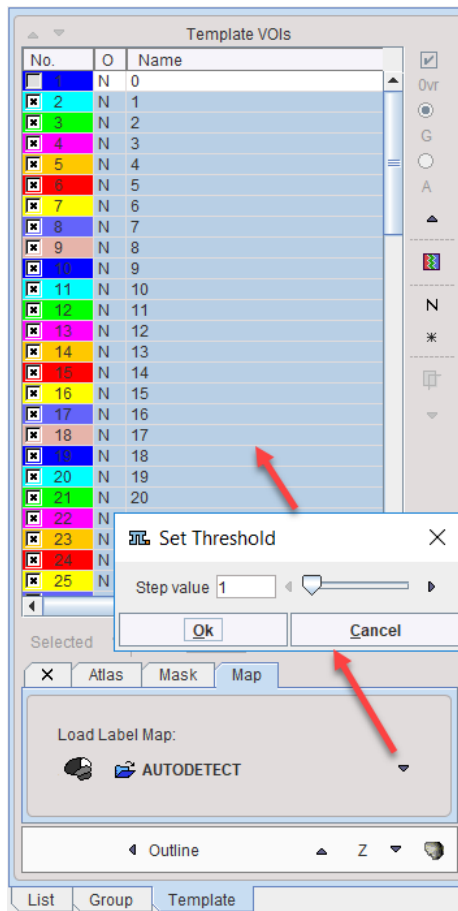 Template VOIs
No. O Name
1 N 0
2 N 1
3 N 2
4 N 3
5 N 4
6 N 5
7 N 6
8 N 7
9 N 8
10 N 9
11 N 10
12 N 11
13 N 12
14 N 13
15 N 14
16 N 15
17 N 16
18 N 17
19 N 18
20 N 19
21 N 20
22 N
23 N
24 N
25 N
0vr
G
A
N
Set Threshold
Step value 1
Ok Cancel
Selected
Atlas Mask Map
Load Label Map:
AUTODETECT
Outline Z
List Group Template